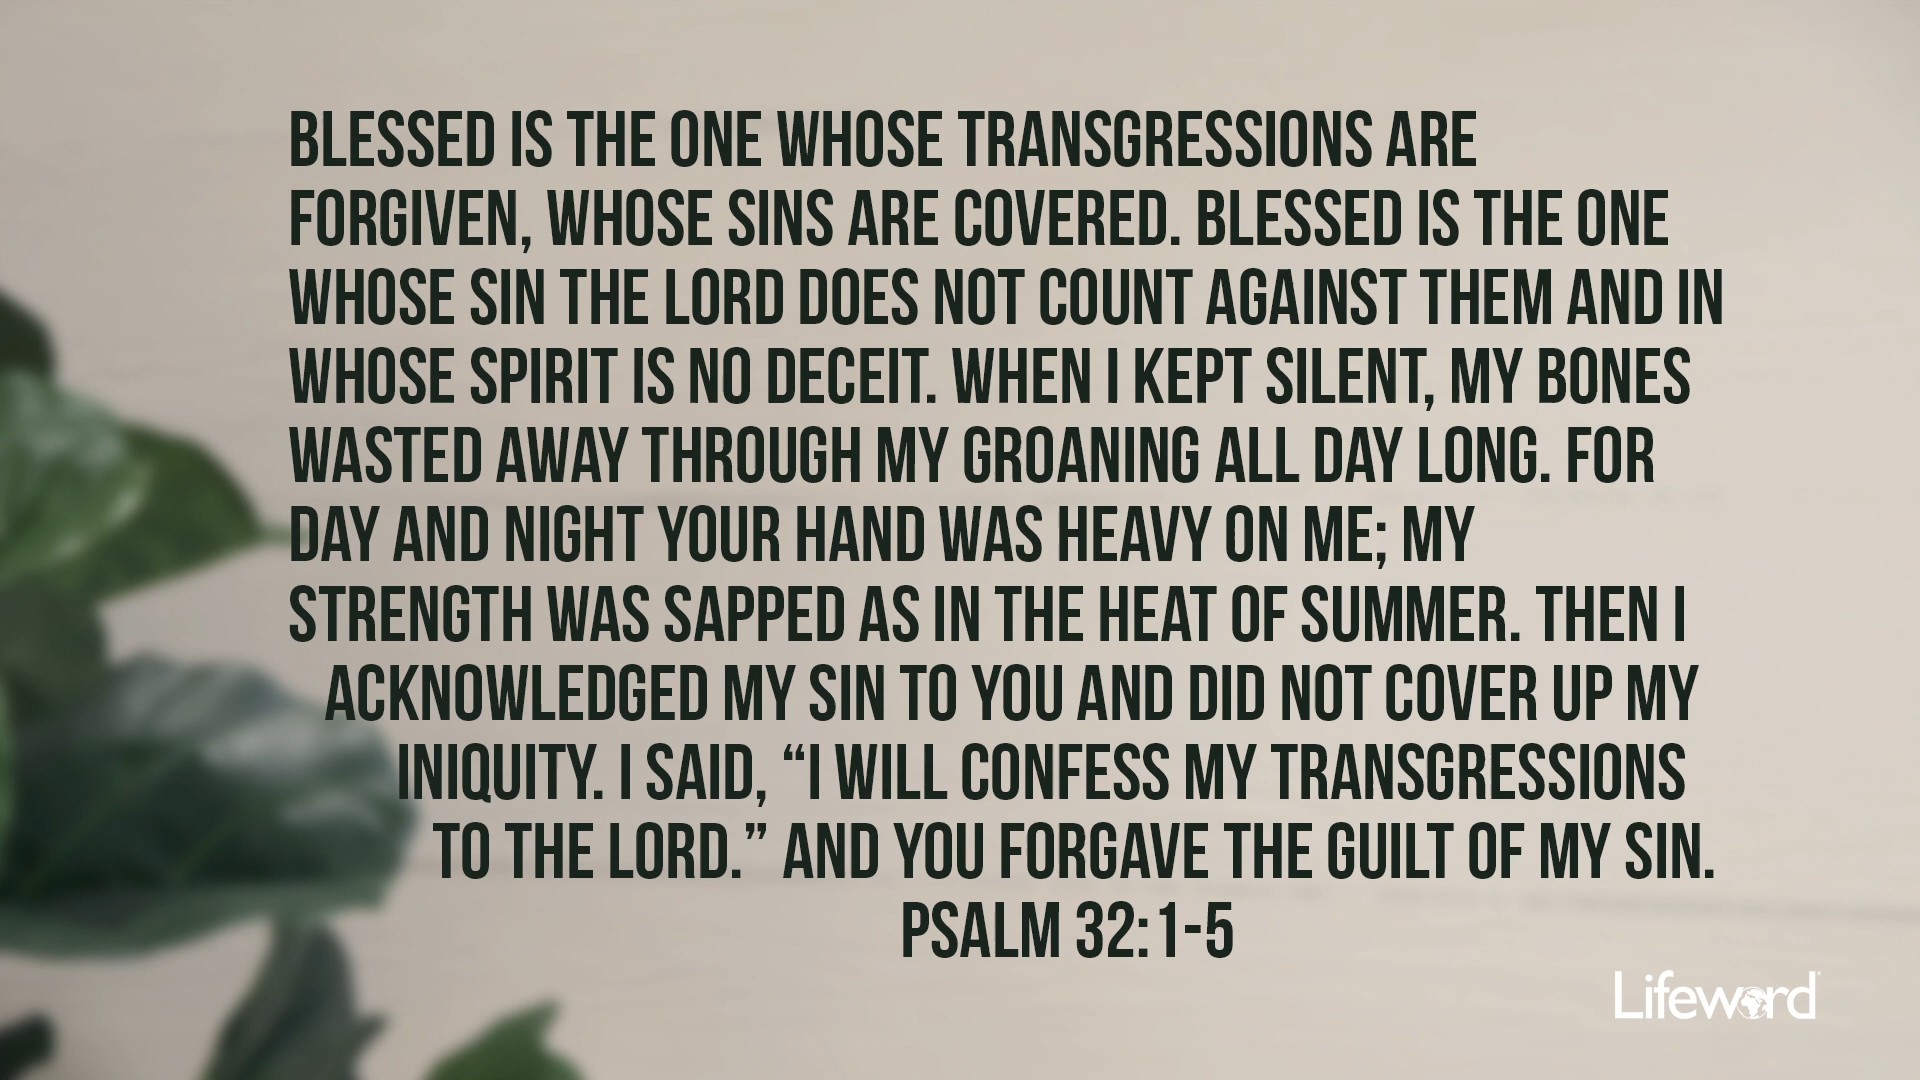 BLESSED IS THE ONE WHOSE TRANSGRESSIONS ARE
FORGIVEN, WHOSE SINS ARE COVERED. BLESSED IS THE ONE
WHOSE SIN THE LORD DOES NOT COUNT AGAINST THEM AND IN
WHOSE SPIRIT IS NO DECEIT. WHEN I KEPT SILENT, MY BONES
WASTED AWAY THROUGH MY GROANING ALL DAY LONG. FOR
DAY AND NIGHT YOUR HAND WAS HEAVY ON ME; MY
STRENGTH WAS SAPPED AS IN THE HEAT OF SUMMER. THEN I
ACKNOWLEDGED MY SIN TO YOU AND DID NOT COVER UP MY
INIQUITY. I SAID, “I WILL CONFESS MY TRANSGRESSIONS
TO THE LORD.” AND YOU FORGAVE THE GUILT OF MY SIN.
PSALM 32:1-5
Lifeword